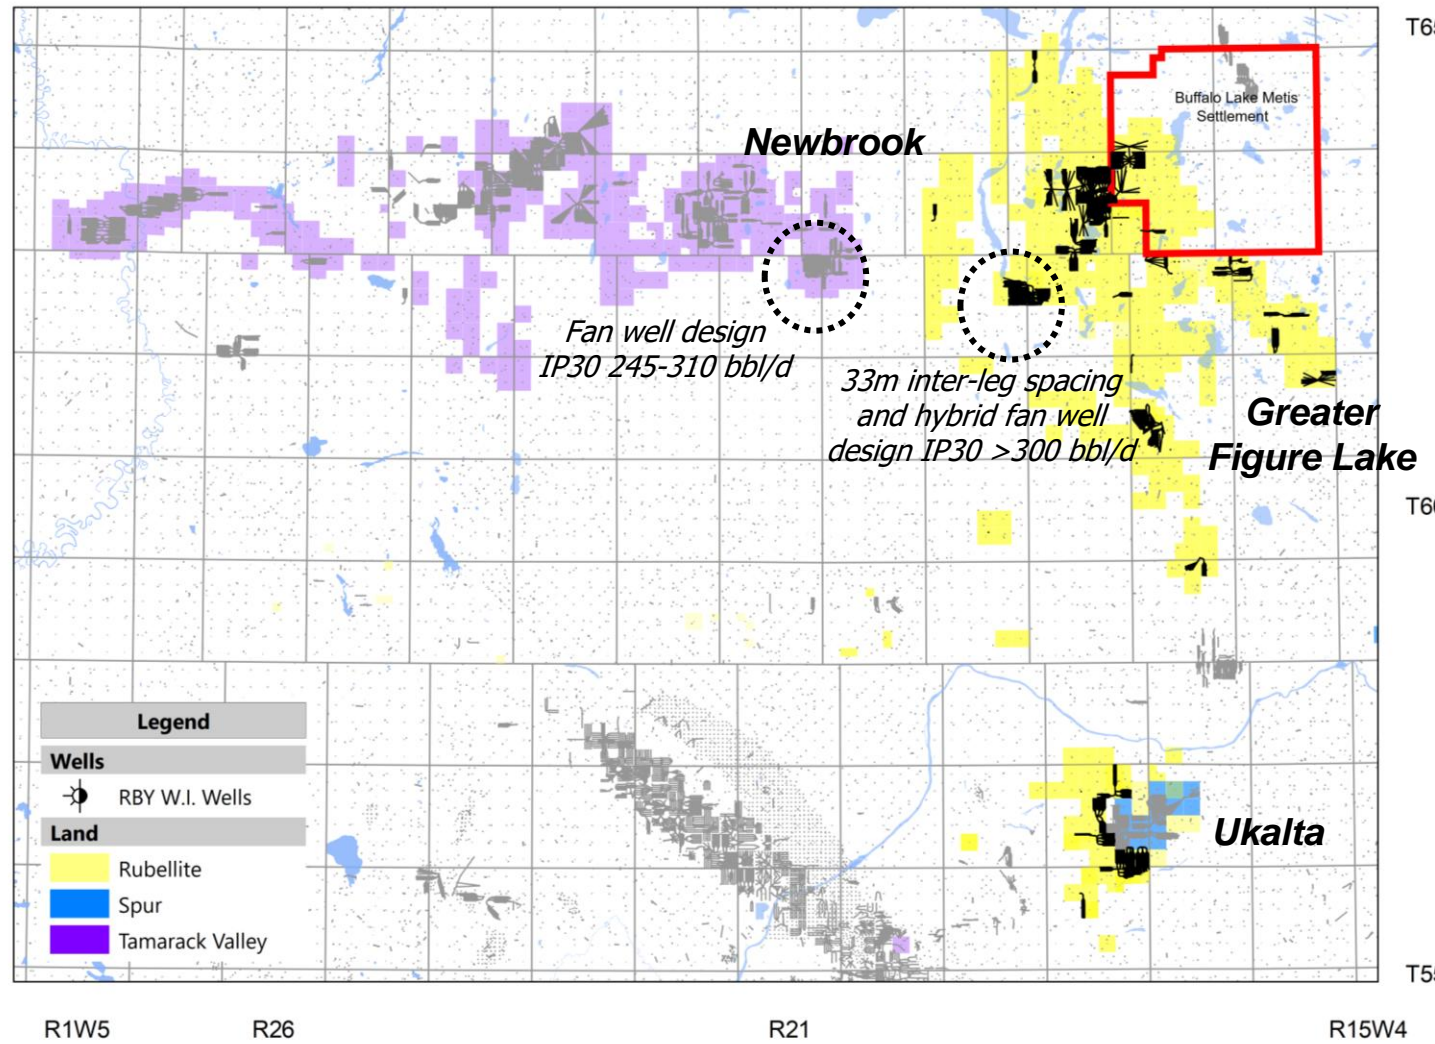 T65
Buffalo Lake Metis
Settlement
Newbrook
Fan well design
IP30 245-310 bbl/d
33m inter-leg spacing
and hybrid fan well
design IP30 >300 bbl/d
Greater
Figure Lake
Legend
Wells
RBY W.I. Wells
Land
Rubellite
Spur
Tamarack Valley
Ukalta
R1W5
R26
R21
R15W4